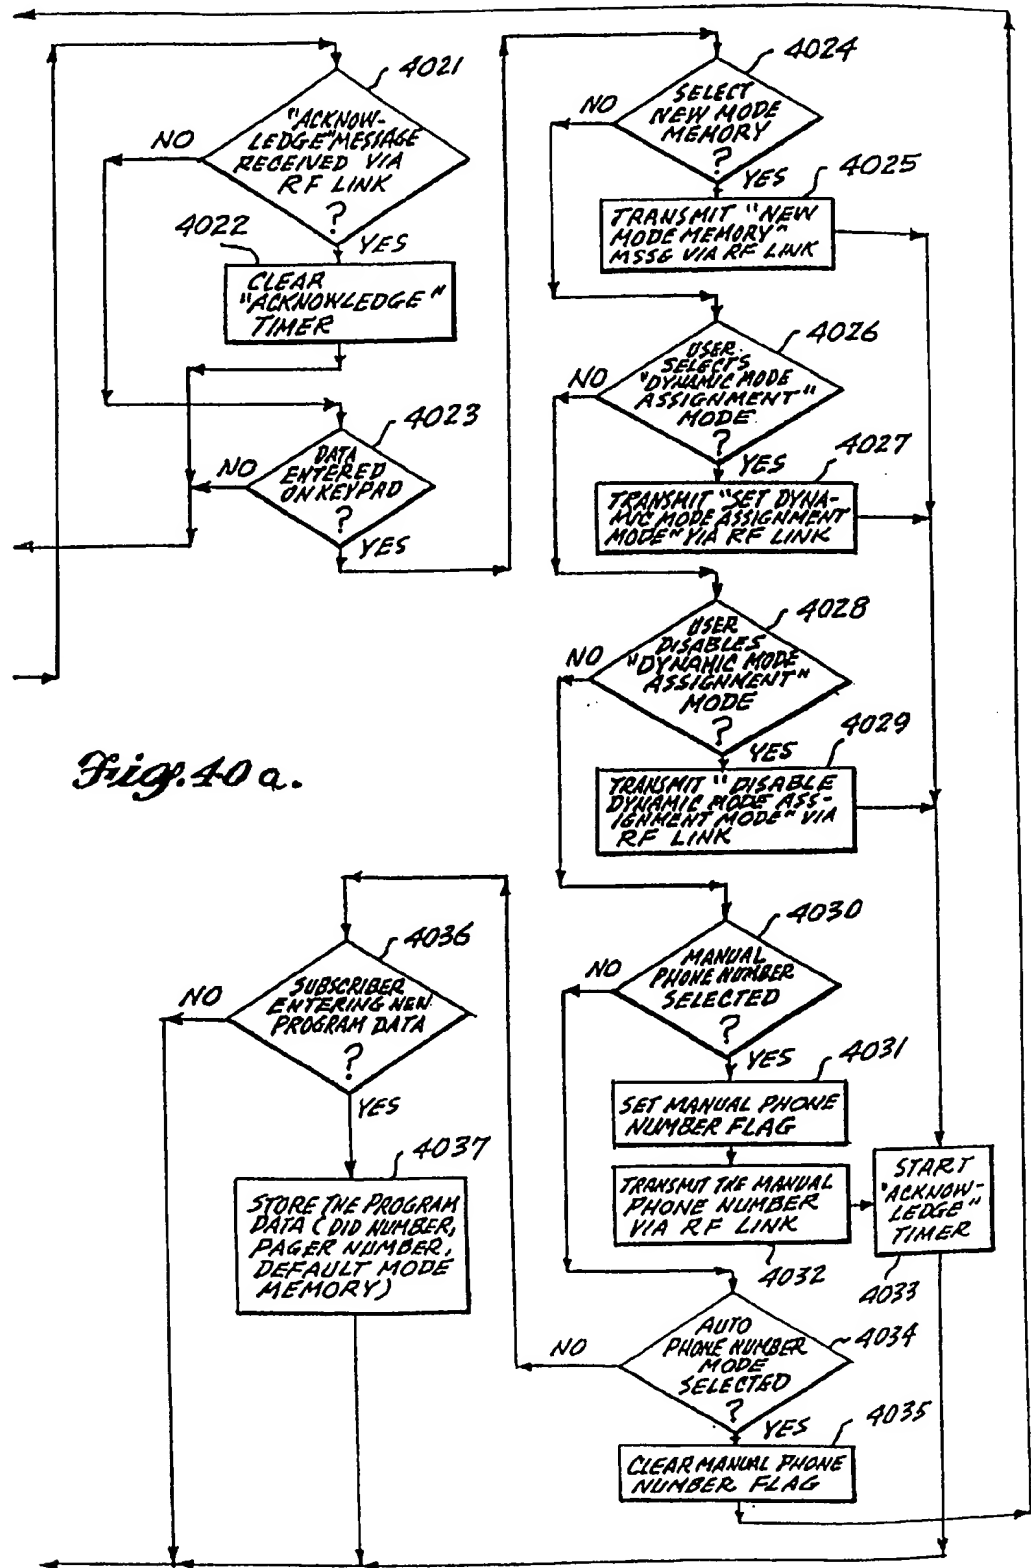 4021
"ACKNOW-
LEDGE" MESSAGE
RECEIVED VIA
RF LINK
?
NO
YES
4022
CLEAR
"ACKNOWLEDGE"
TIMER
4023
DATA
ENTERED
ON KEYPAD
?
NO
YES
4024
SELECT
NEW MODE
MEMORY
?
NO
YES
4025
TRANSMIT "NEW
MODE MEMORY"
MSSG VIA RF LINK
4026
USER
SELECTS
"DYNAMIC MODE
ASSIGNMENT"
MODE
?
NO
YES
4027
TRANSMIT "SET DYNA-
MIC MODE ASSIGNMENT
MODE" VIA RF LINK
4028
USER
DISABLES
"DYNAMIC MODE
ASSIGNMENT"
MODE
?
NO
YES
4029
TRANSMIT "DISABLE
DYNAMIC MODE ASS-
IGNMENT MODE" VIA
RF LINK
Fig. 40a.
4030
MANUAL
PHONE NUMBER
SELECTED
?
NO
YES
4031
SET MANUAL PHONE
NUMBER FLAG
TRANSMIT THE MANUAL
PHONE NUMBER
VIA RF LINK
4032
START
"ACKNOW-
LEDGE"
TIMER
4033
4034
AUTO
PHONE NUMBER
MODE
SELECTED
?
NO
YES
4035
CLEAR MANUAL PHONE
NUMBER FLAG
4036
SUBSCRIBER
ENTERING NEW
PROGRAM DATA
?
NO
YES
4037
STORE THE PROGRAM
DATA (DID NUMBER,
PAGER NUMBER,
DEFAULT MODE
MEMORY)